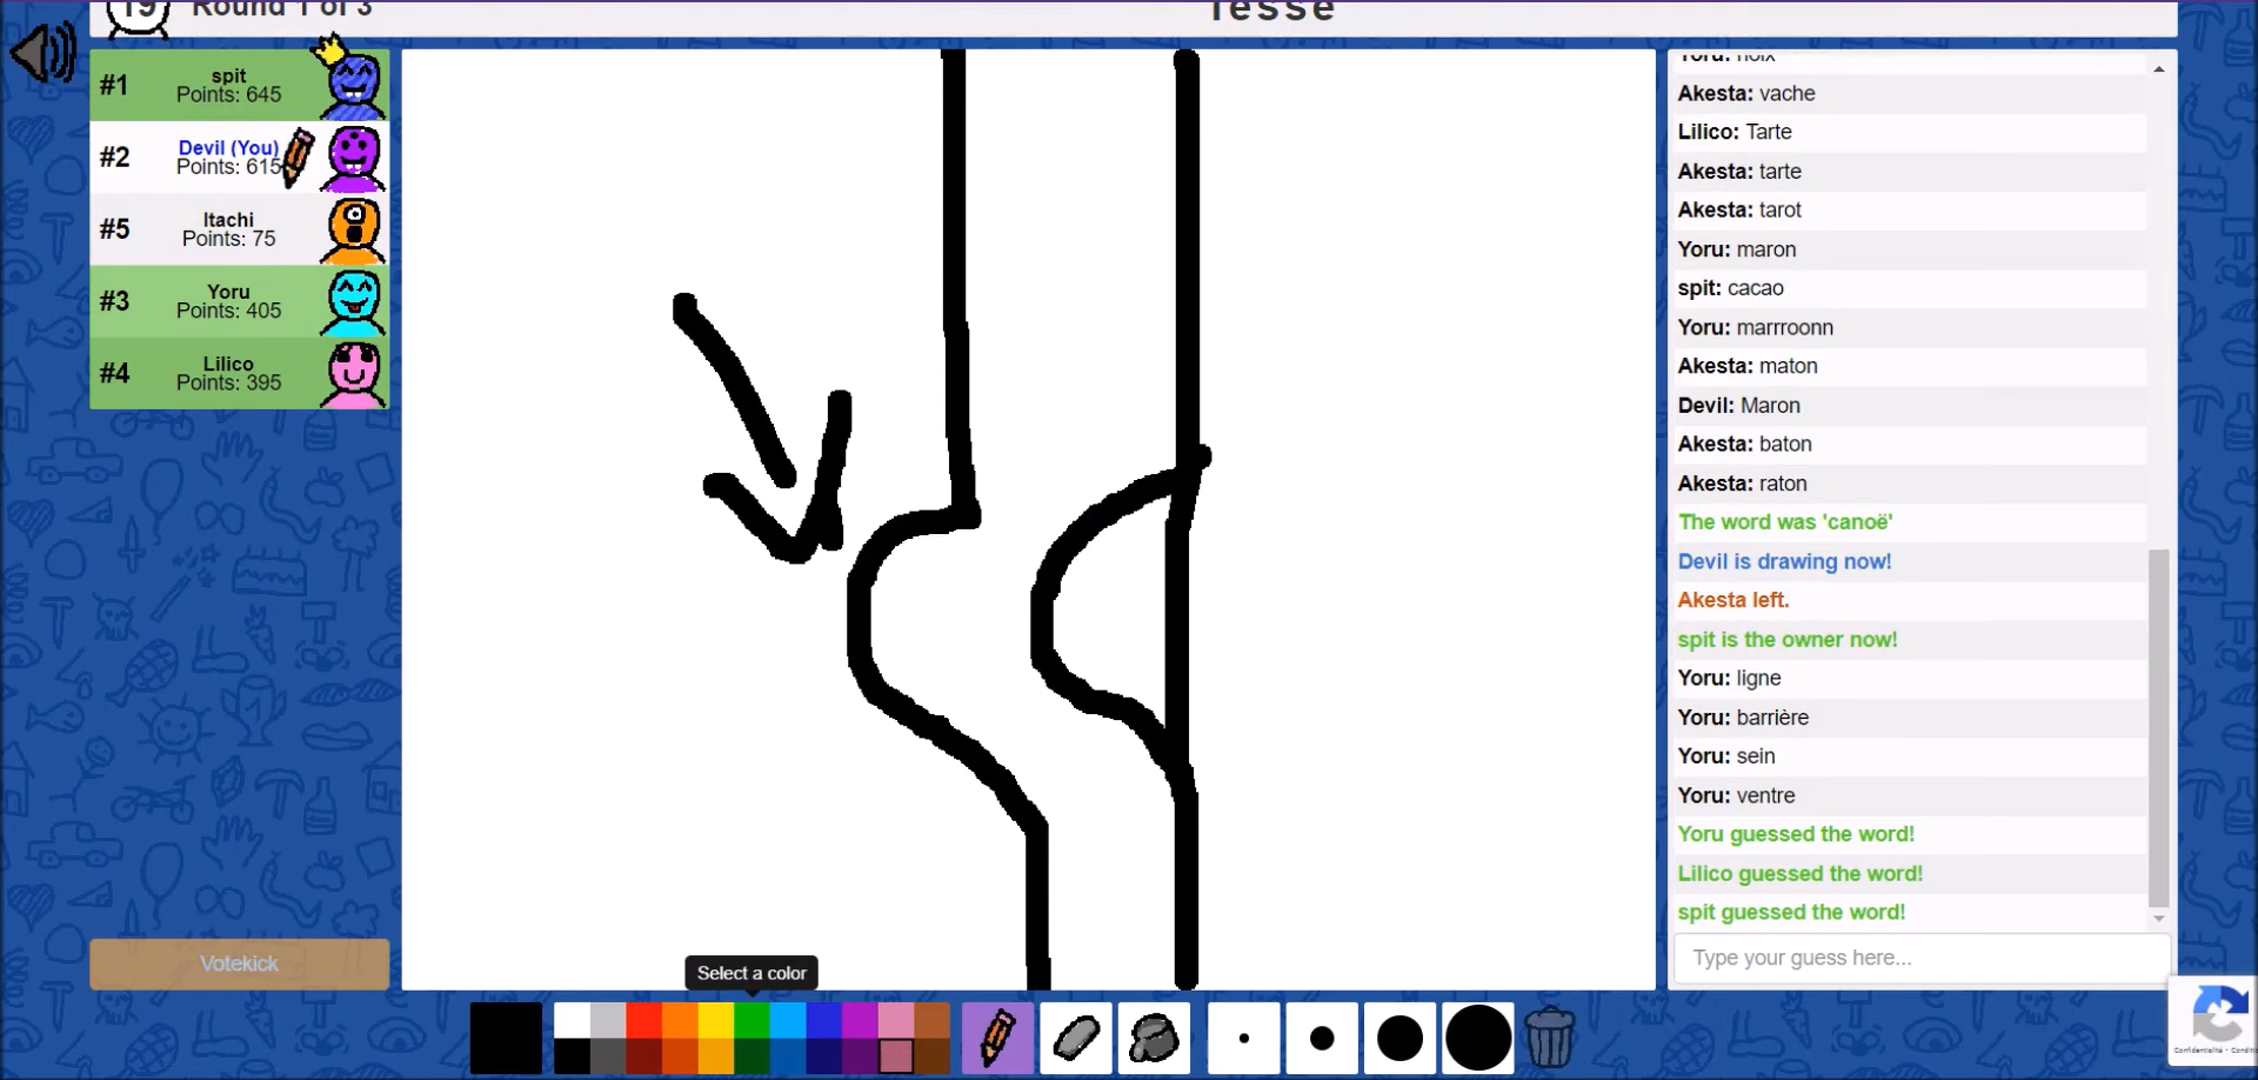 19
Round 1 of 3
fesse
#1
spit
Points: 645
#2
Devil (You)
Points: 615
#5
Itachi
Points: 75
#3
Yoru
Points: 405
#4
Lilico
Points: 395
Votekick
Yoru: noix
Akesta: vache
Lilico: Tarte
Akesta: tarte
Akesta: tarot
Yoru: maron
spit: cacao
Yoru: marrroonn
Akesta: maton
Devil: Maron
Akesta: baton
Akesta: raton
The word was 'canoë'
Devil is drawing now!
Akesta left.
spit is the owner now!
Yoru: ligne
Yoru: barrière
Yoru: sein
Yoru: ventre
Yoru guessed the word!
Lilico guessed the word!
spit guessed the word!
Type your guess here...
Select a color